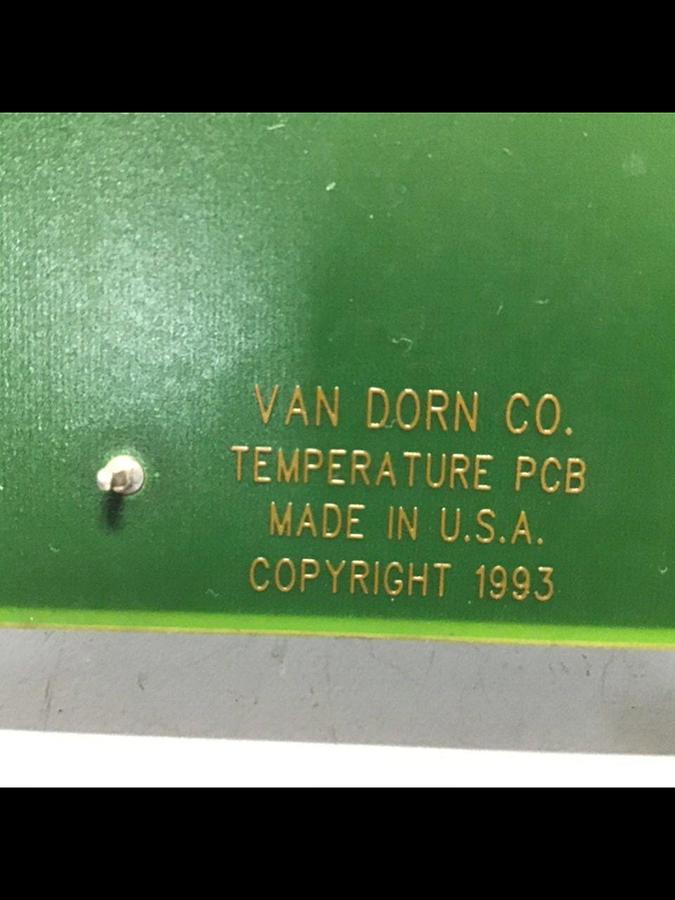 VAN DORN CO.
TEMPERATURE PCB
MADE IN U.S.A.
COPYRIGHT 1993